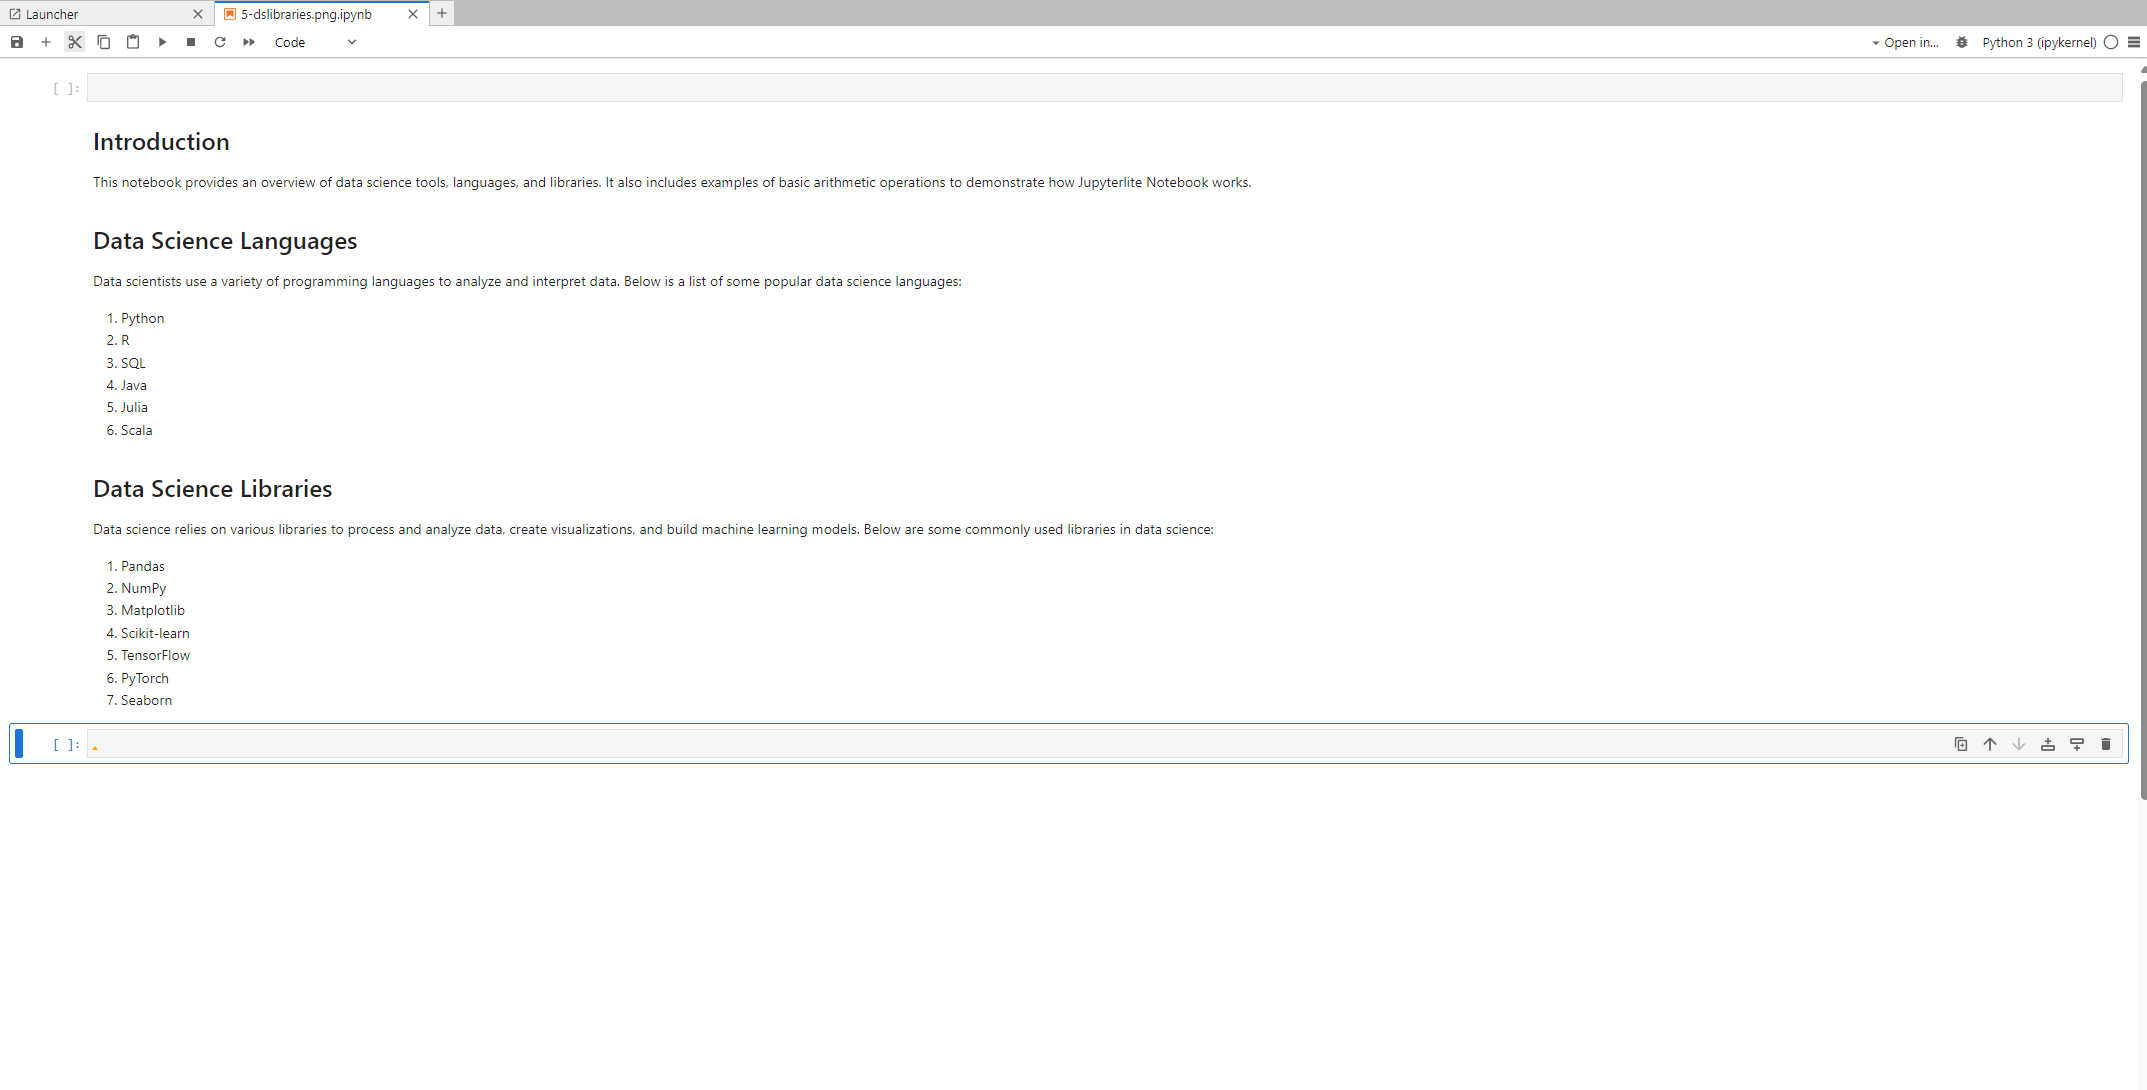 Launcher
5-dslibraries.png.ipynb
Code
Open in...
Python 3 (ipykernel)
[ ]:
Introduction
This notebook provides an overview of data science tools, languages, and libraries. It also includes examples of basic arithmetic operations to demonstrate how Jupyterlite Notebook works.
Data Science Languages
Data scientists use a variety of programming languages to analyze and interpret data. Below is a list of some popular data science languages:
1. Python
2. R
3. SQL
4. Java
5. Julia
6. Scala
Data Science Libraries
Data science relies on various libraries to process and analyze data, create visualizations, and build machine learning models. Below are some commonly used libraries in data science:
1. Pandas
2. NumPy
3. Matplotlib
4. Scikit-learn
5. TensorFlow
6. PyTorch
7. Seaborn
[ ]: